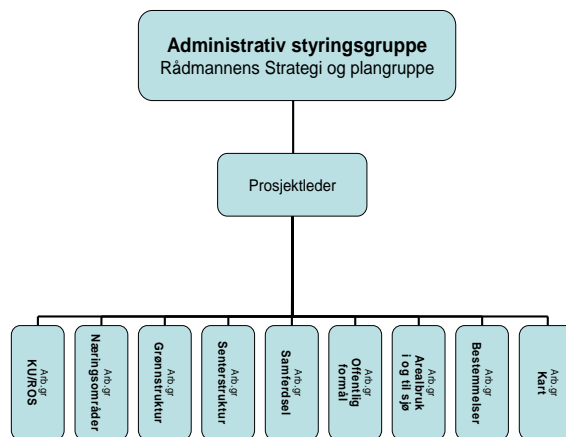 Administrativ styringsgruppe
Rådmannens Strategi og plangruppe
Prosjektleder
Arb.gr
KU/ROS
Arb.gr
Næringsområder
Arb.gr
Grønnstruktur
Arb.gr
Senterstruktur
Arb.gr
Samferdsel
Arb.gr
Offentlig
formål
Arb.gr
Arealbruk
i og til sjø
Arb.gr
Bestemmelser
Arb.gr
Kart